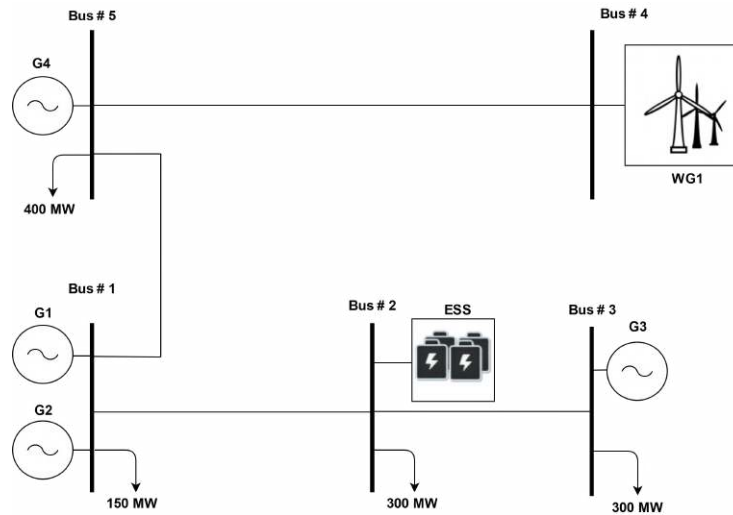 Bus # 5
Bus # 4
G4
WG1
400 MW
Bus # 1
Bus # 2
ESS
Bus # 3
G1
G3
G2
150 MW
300 MW
300 MW